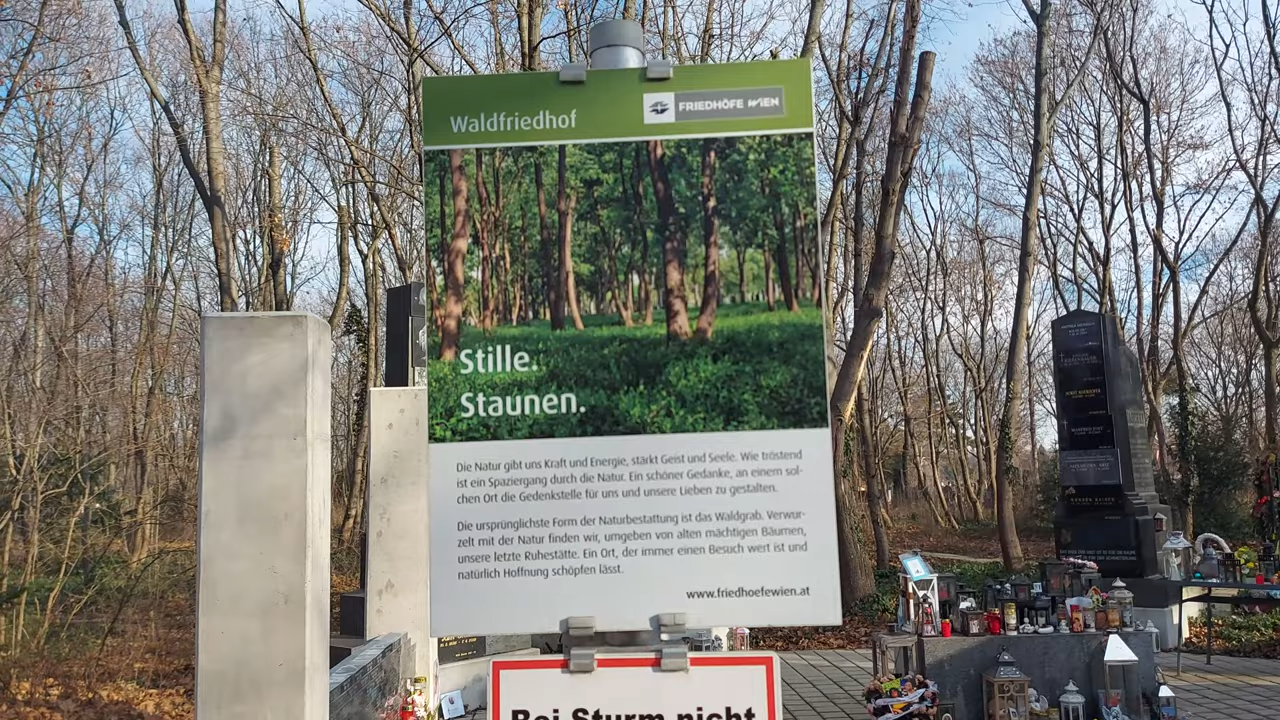 Waldfriedhof
FRIEDHÖFE WIEN
Stille.
Staunen.
Die Natur gibt uns Kraft und Energie, stärkt Geist und Seele. Wie tröstend
ist ein Spaziergang durch die Natur. Ein schöner Gedanke, an einem sol-
chen Ort die Gedenkstelle für uns und unsere Lieben zu gestalten.
Die ursprünglichste Form der Naturbestattung ist das Waldgrab. Verwur-
zelt mit der Natur finden wir, umgeben von alten mächtigen Bäumen,
unsere letzte Ruhestätte. Ein Ort, der immer einen Besuch wert ist und
natürlich Hoffnung schöpfen lässt.
www.friedhoefewien.at
Bei Sturm nicht